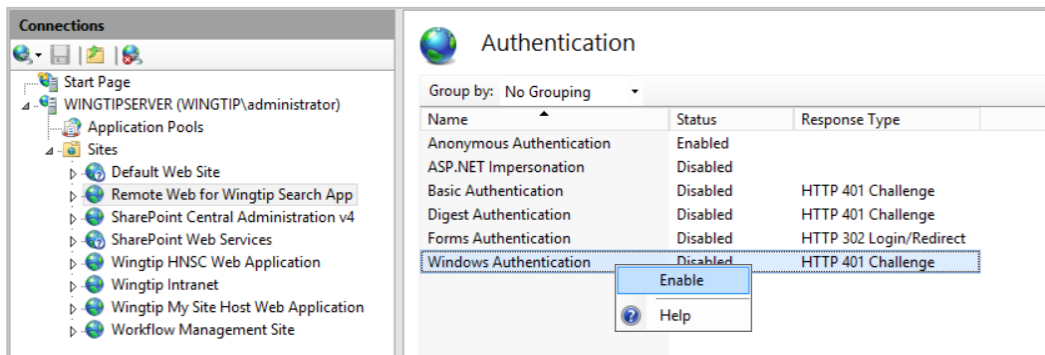 Connections
Start Page
WINGTIPSERVER (WINGTIP\administrator)
Application Pools
Sites
Default Web Site
Remote Web for Wingtip Search App
SharePoint Central Administration v4
SharePoint Web Services
Wingtip HNSC Web Application
Wingtip Intranet
Wingtip My Site Host Web Application
Workflow Management Site
Authentication
Group by: No Grouping
Name Status Response Type
Anonymous Authentication Enabled
ASP.NET Impersonation Disabled
Basic Authentication Disabled HTTP 401 Challenge
Digest Authentication Disabled HTTP 401 Challenge
Forms Authentication Disabled HTTP 302 Login/Redirect
Windows Authentication Disabled HTTP 401 Challenge
Enable
Help